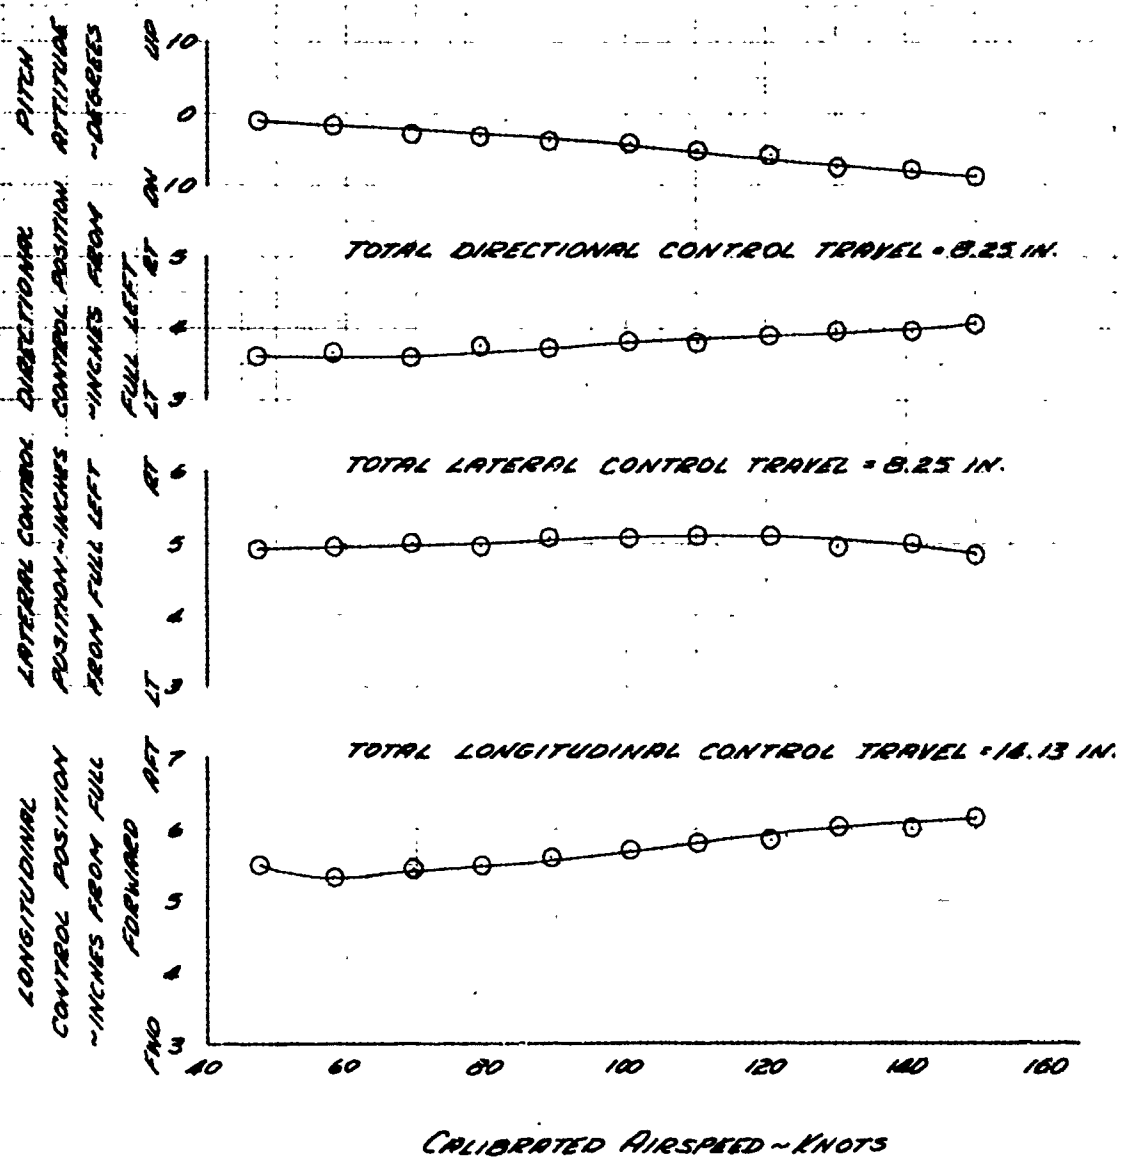 PITCH
ATTITUDE
~DEGREES
UP
10
0
10
DN
DIRECTIONAL
CONTROL POSITION
~INCHES FROM
FULL LEFT
RT
5
4
3
LT
TOTAL DIRECTIONAL CONTROL TRAVEL = 8.25 IN.
LATERAL CONTROL
POSITION~INCHES
FROM FULL LEFT
RT
6
5
4
3
LT
TOTAL LATERAL CONTROL TRAVEL = 8.25 IN.
LONGITUDINAL
CONTROL POSITION
~INCHES FROM FULL
FORWARD
AFT
7
6
5
4
3
FWD
TOTAL LONGITUDINAL CONTROL TRAVEL = 14.13 IN.
40 60 80 100 120 140 160
CALIBRATED AIRSPEED ~ KNOTS